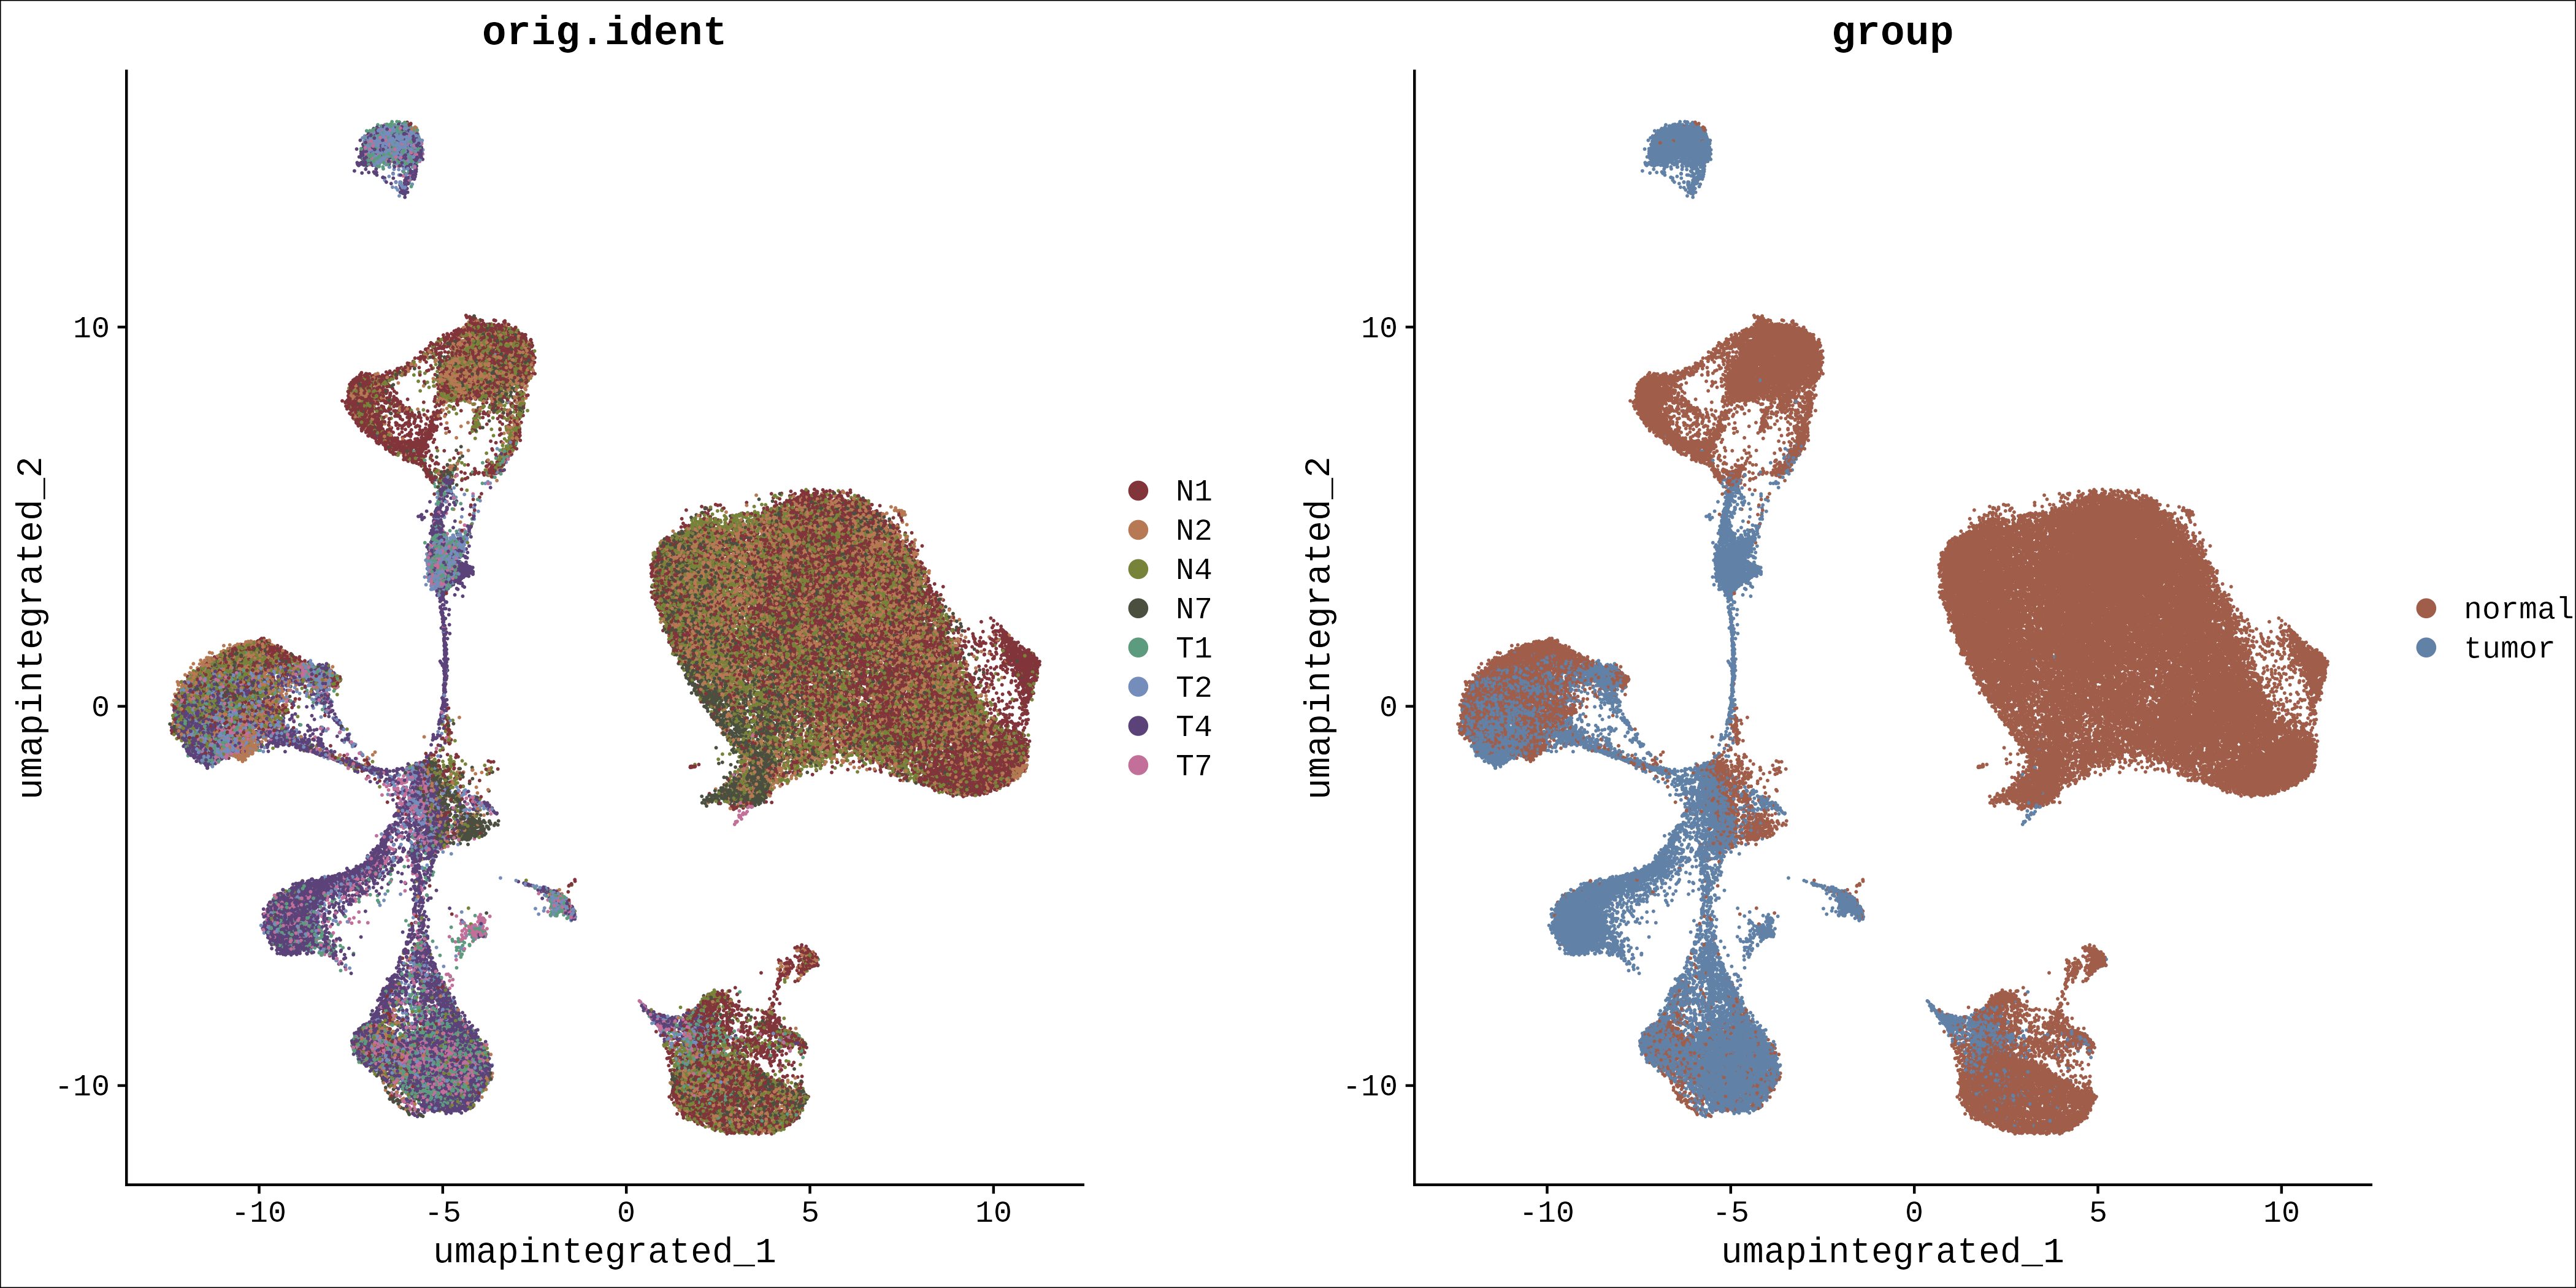 orig.ident
umapintegrated_2
10
0
-10
-10
-5
0
5
10
umapintegrated_1
N1
N2
N4
N7
T1
T2
T4
T7
group
umapintegrated_2
10
0
-10
-10
-5
0
5
10
umapintegrated_1
normal
tumor